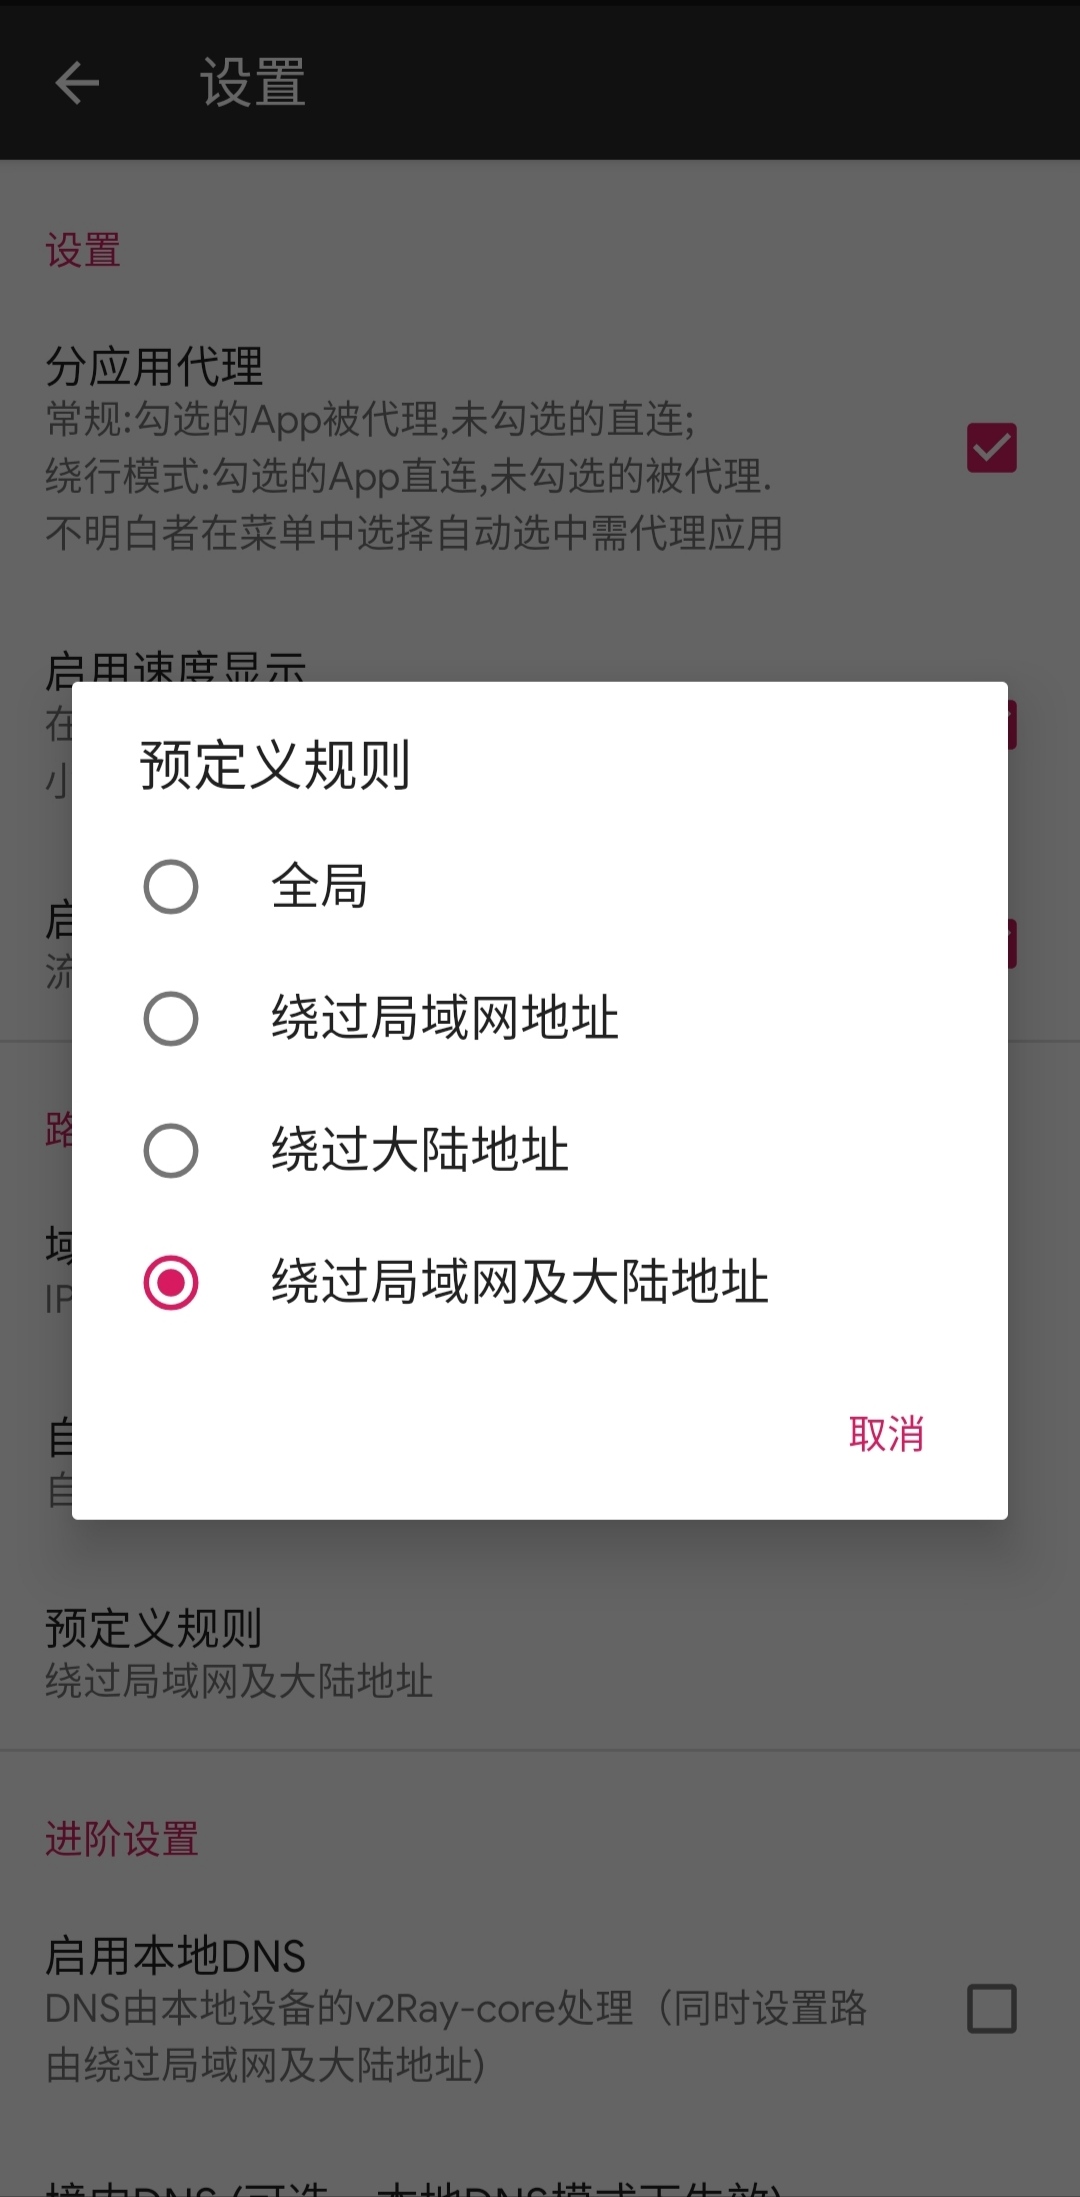 设置
设置
分应用代理
常规:勾选的App被代理,未勾选的直连;
绕行模式:勾选的App直连,未勾选的被代理.
不明白者在菜单中选择自动选中需代理应用
启用速度显示
在
小
预定义规则
全局
启
流
绕过局域网地址
路
绕过大陆地址
域
IP
绕过局域网及大陆地址
自
自
取消
预定义规则
绕过局域网及大陆地址
进阶设置
启用本地DNS
DNS由本地设备的v2Ray-core处理（同时设置路
由绕过局域网及大陆地址)